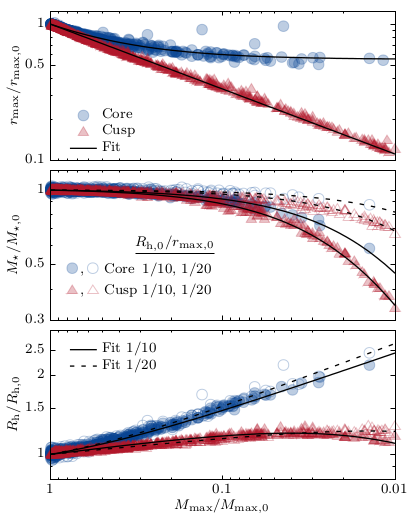 r_max/r_max,0
1
0.5
0.1
Core
Cusp
Fit
M_⋆/M_⋆,0
1
0.5
0.3
R_h,0/r_max,0
, Core 1/10, 1/20
, Cusp 1/10, 1/20
R_h/R_h,0
2.5
2
1.5
1
Fit 1/10
Fit 1/20
1
0.1
0.01
M_max/M_max,0